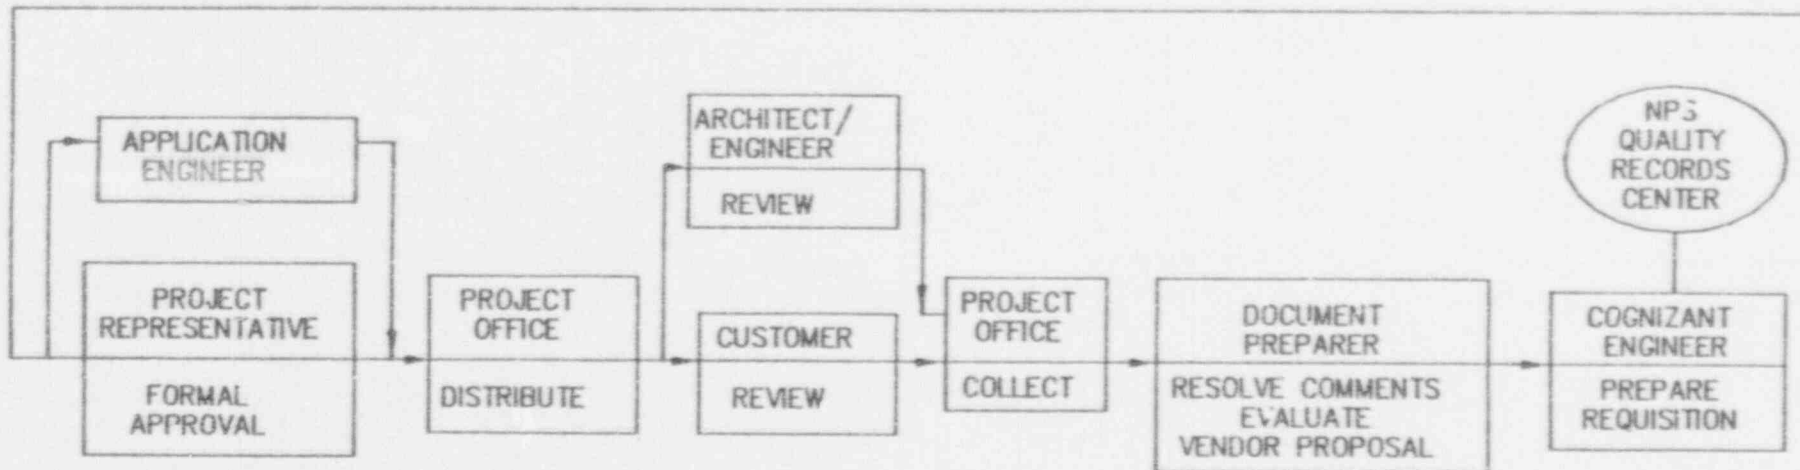 APPLICATION
ENGINEER
PROJECT
REPRESENTATIVE
FORMAL
APPROVAL
PROJECT
OFFICE
DISTRIBUTE
ARCHITECT/
ENGINEER
REVIEW
CUSTOMER
REVIEW
PROJECT
OFFICE
COLLECT
DOCUMENT
PREPARER
RESOLVE COMMENTS
EVALUATE
VENDOR PROPOSAL
NPS
QUALITY
RECORDS
CENTER
COGNIZANT
ENGINEER
PREPARE
REQUISITION